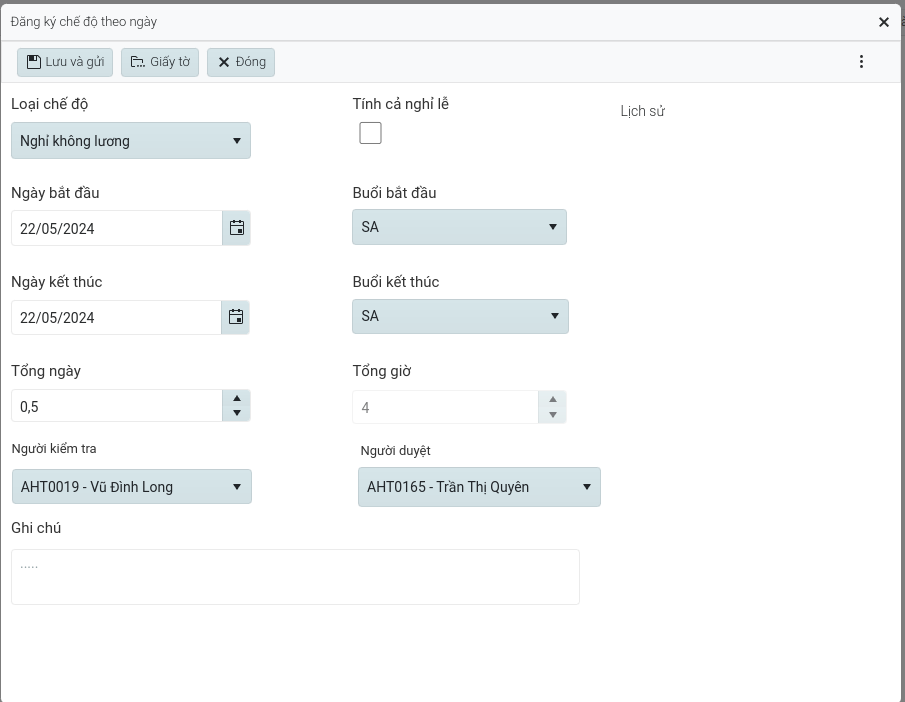 Đăng ký chế độ theo ngày
Lưu và gửi Giấy tờ Đóng
Loại chế độ Tính cả nghỉ lễ Lịch sử
Nghỉ không lương
Ngày bắt đầu Buổi bắt đầu
22/05/2024 SA
Ngày kết thúc Buổi kết thúc
22/05/2024 SA
Tổng ngày Tổng giờ
0,5 4
Người kiểm tra Người duyệt
AHT0019 - Vũ Đình Long AHT0165 - Trần Thị Quyên
Ghi chú
.....